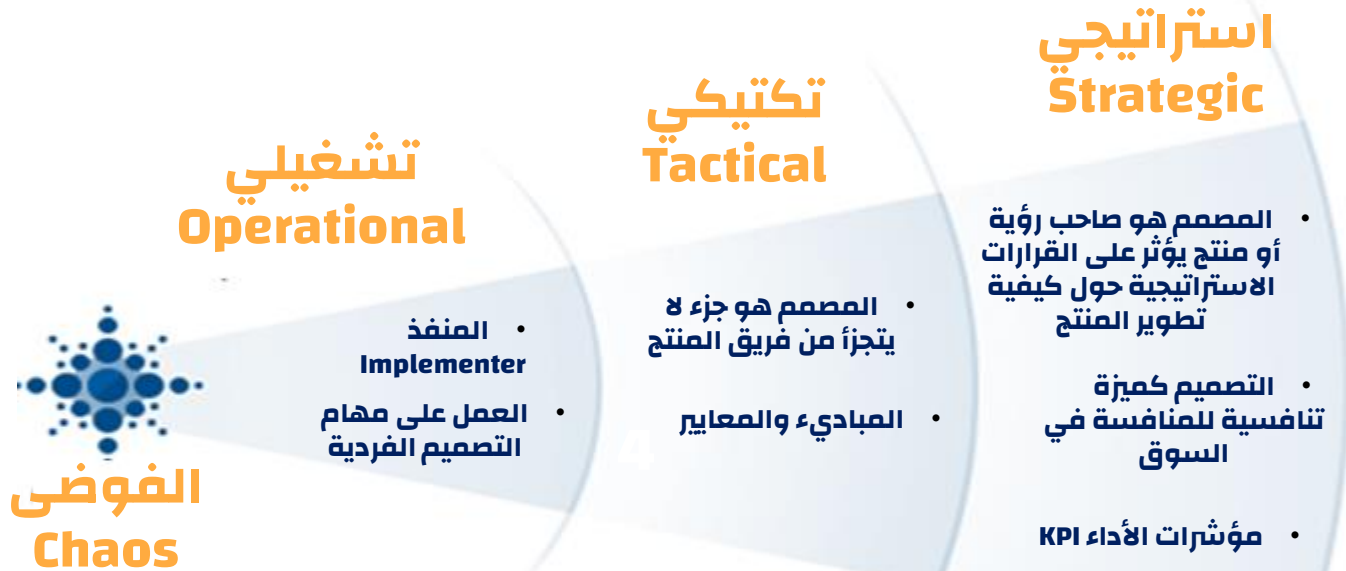 استراتيجي
Strategic
• المصمم هو صاحب رؤية
أو منتج يؤثر على القرارات
الاستراتيجية حول كيفية
تطوير المنتج
• التصميم كميزة
تنافسية للمنافسة في
السوق
• مؤشرات الأداء KPI
تكتيكي
Tactical
• المصمم هو جزء لا
يتجزأ من فريق المنتج
• المباديء والمعايير
تشغيلي
Operational
• المنفذ
Implementer
• العمل على مهام
التصميم الفردية
4
الفوضى
Chaos